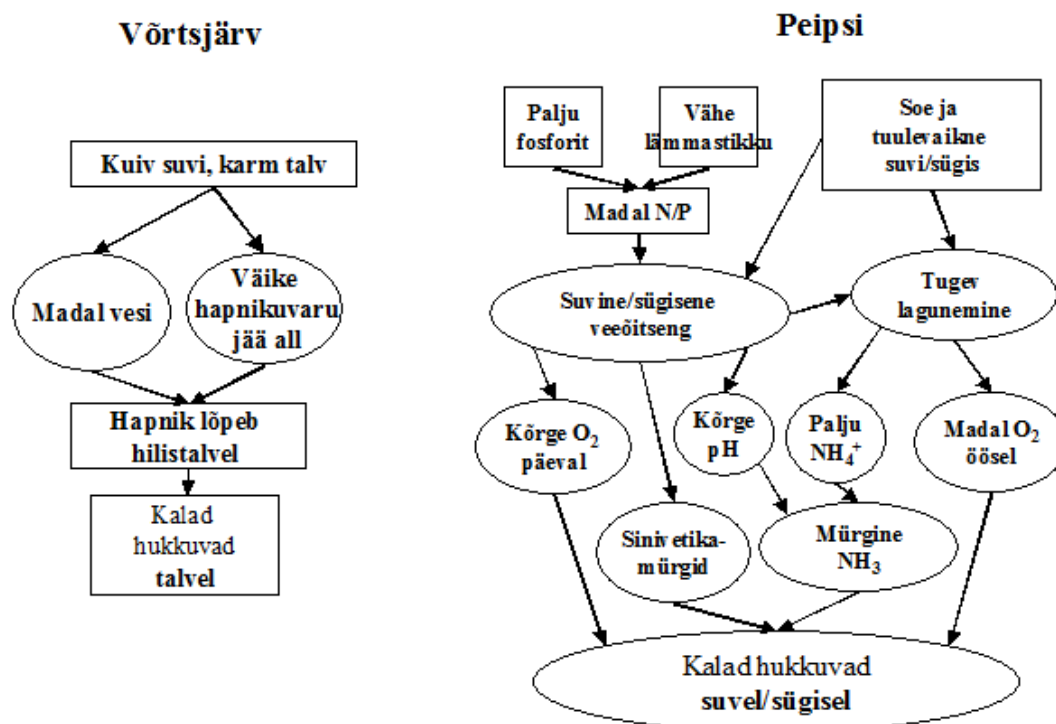 Võrtsjärv
Kuiv suvi, karm talv
Madal vesi
Väike
hapnikuvaru
jää all
Hapnik lõpeb
hilistalvel
Kalad
hukkuvad
talvel
Peipsi
Palju
fosforit
Vähe
lämmastikku
Soe ja
tuulevaikne
suvi/sügis
Madal N/P
Suvine/sügisene
veeõitseng
Tugev
lagunemine
Kõrge O₂
päeval
Kõrge
pH
Palju
NH₄⁺
Madal O₂
öösel
Sinivetika-
mürgid
Mürgine
NH₃
Kalad hukkuvad
suvel/sügisel